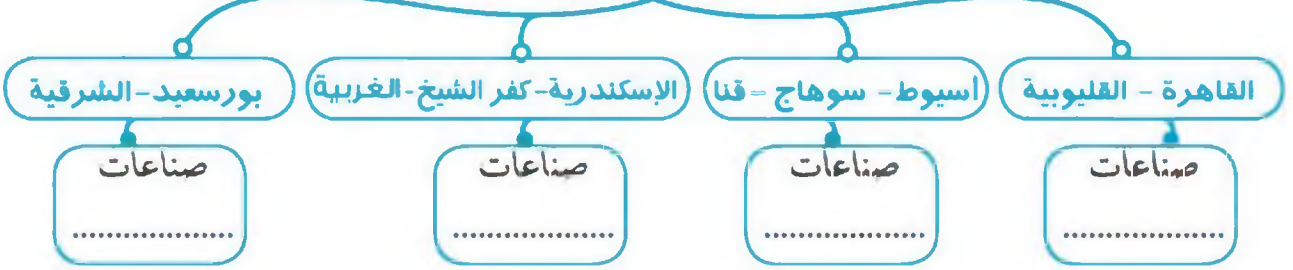 القاهرة - القليوبية
أسيوط - سوهاج - قنا
الإسكندرية - كفر الشيخ - الغربية
بورسعيد - الشرقية
صناعات
...................
صناعات
...................
صناعات
...................
صناعات
...................